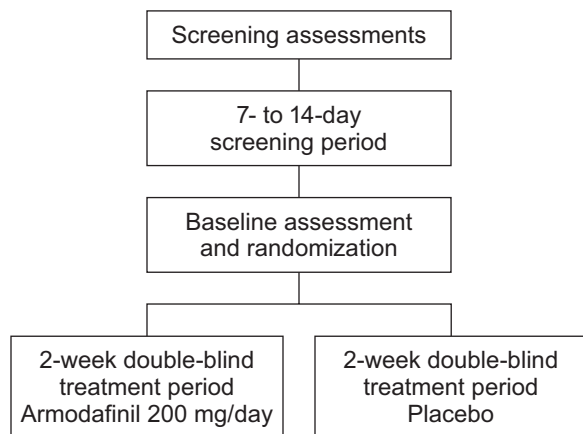 Screening assessments
7- to 14-day
screening period
Baseline assessment
and randomization
2-week double-blind
treatment period
Armodafinil 200 mg/day
2-week double-blind
treatment period
Placebo